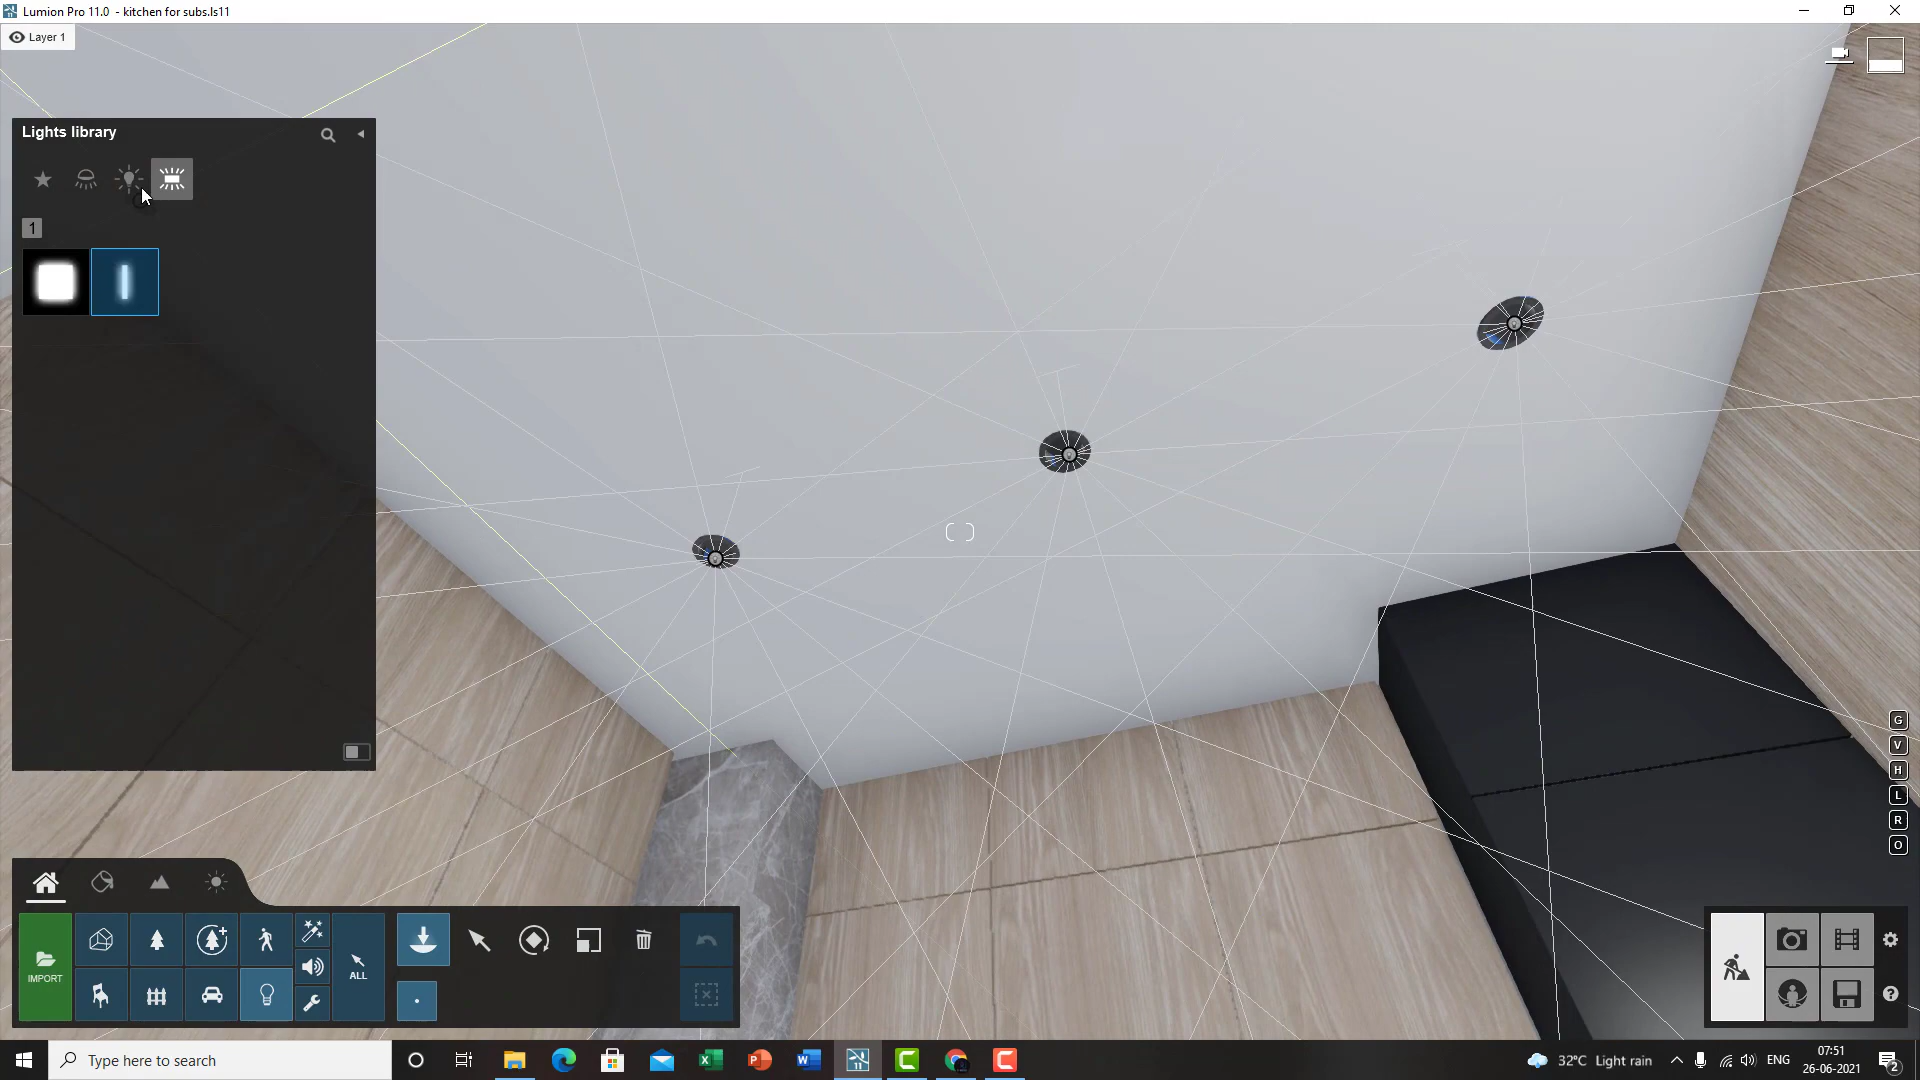 Lumion Pro 11.0 - kitchen for subs.ls11
Layer 1
Lights library
1
G
V
H
L
R
O
IMPORT
ALL
Type here to search
32°C Light rain
ENG
07:51
26-06-2021
2